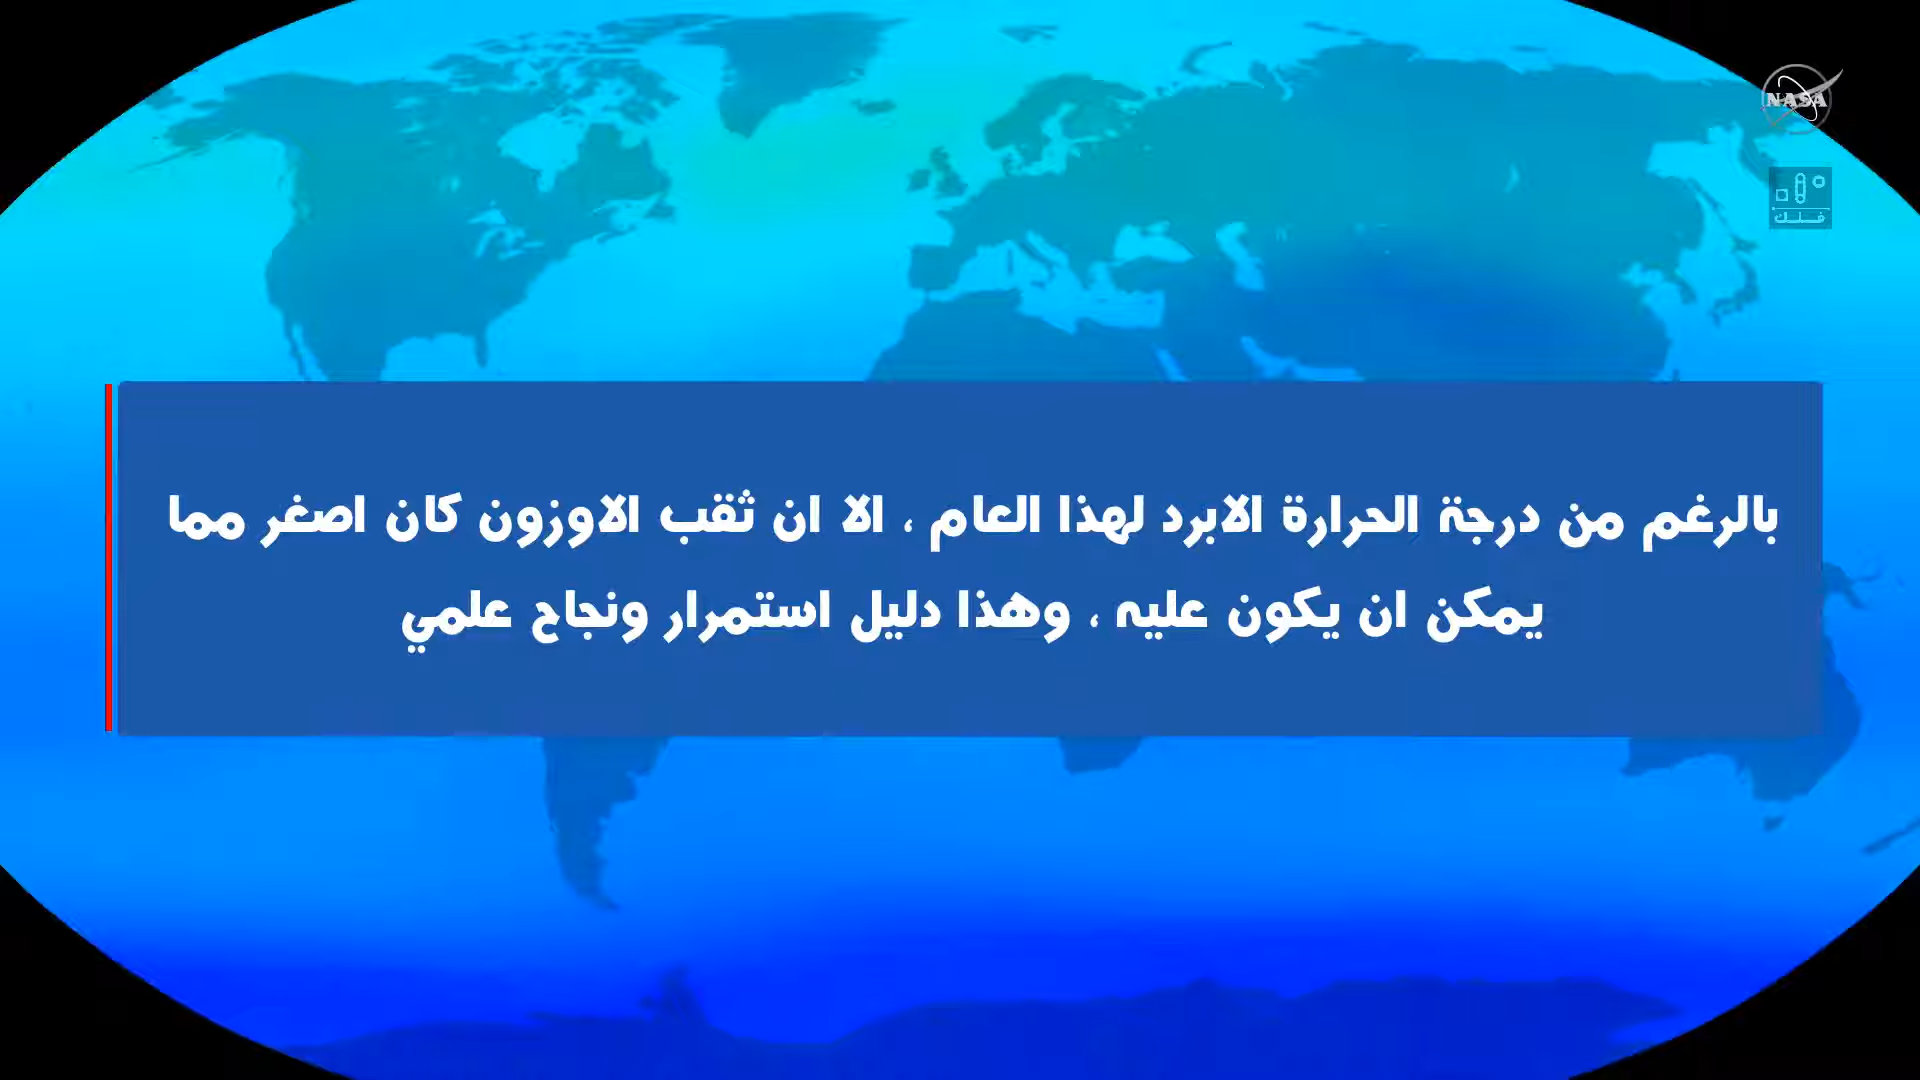 NASA
فلك
بالرغم من درجة الحرارة الابرد لهذا العام ، الا ان ثقب الاوزون كان اصغر مما
يمكن ان يكون عليه ، وهذا دليل استمرار ونجاح علمي